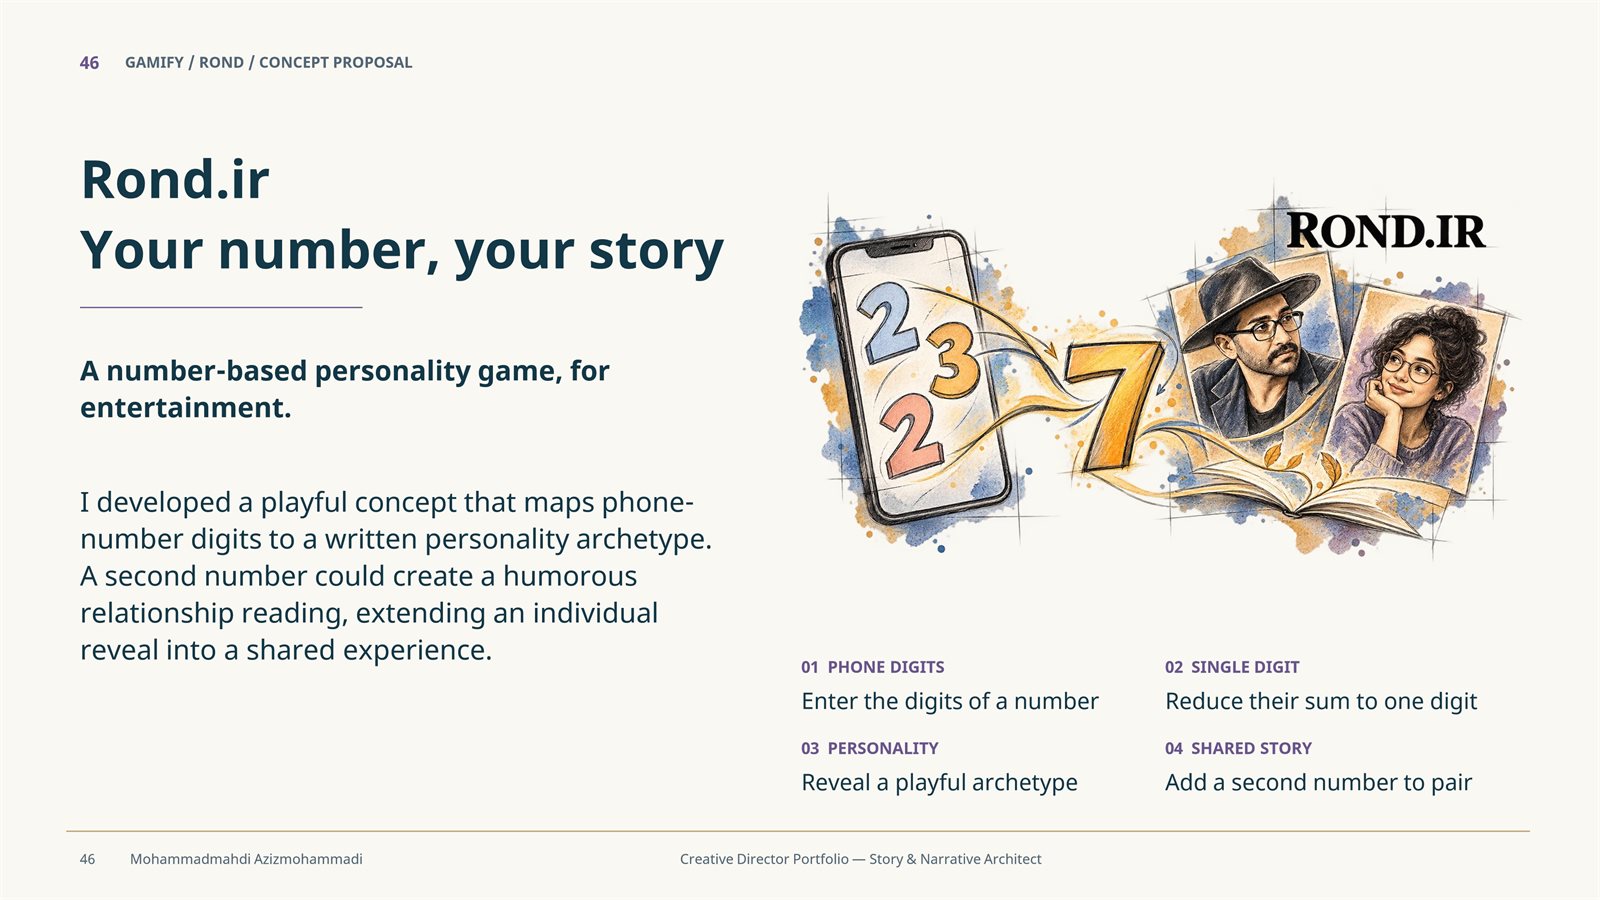 46 GAMIFY / ROND / CONCEPT PROPOSAL
Rond.ir
Your number, your story
A number-based personality game, for
entertainment.
I developed a playful concept that maps phone-
number digits to a written personality archetype.
A second number could create a humorous
relationship reading, extending an individual
reveal into a shared experience.
ROND.IR
2
3
2
7
01 PHONE DIGITS
Enter the digits of a number
02 SINGLE DIGIT
Reduce their sum to one digit
03 PERSONALITY
Reveal a playful archetype
04 SHARED STORY
Add a second number to pair
46 Mohammadmahdi Azizmohammadi Creative Director Portfolio — Story & Narrative Architect